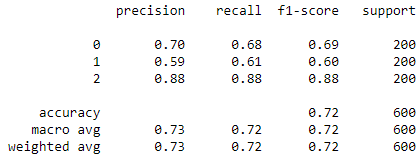 precision recall f1-score support
0 0.70 0.68 0.69 200
1 0.59 0.61 0.60 200
2 0.88 0.88 0.88 200
accuracy 0.72 600
macro avg 0.73 0.72 0.72 600
weighted avg 0.73 0.72 0.72 600